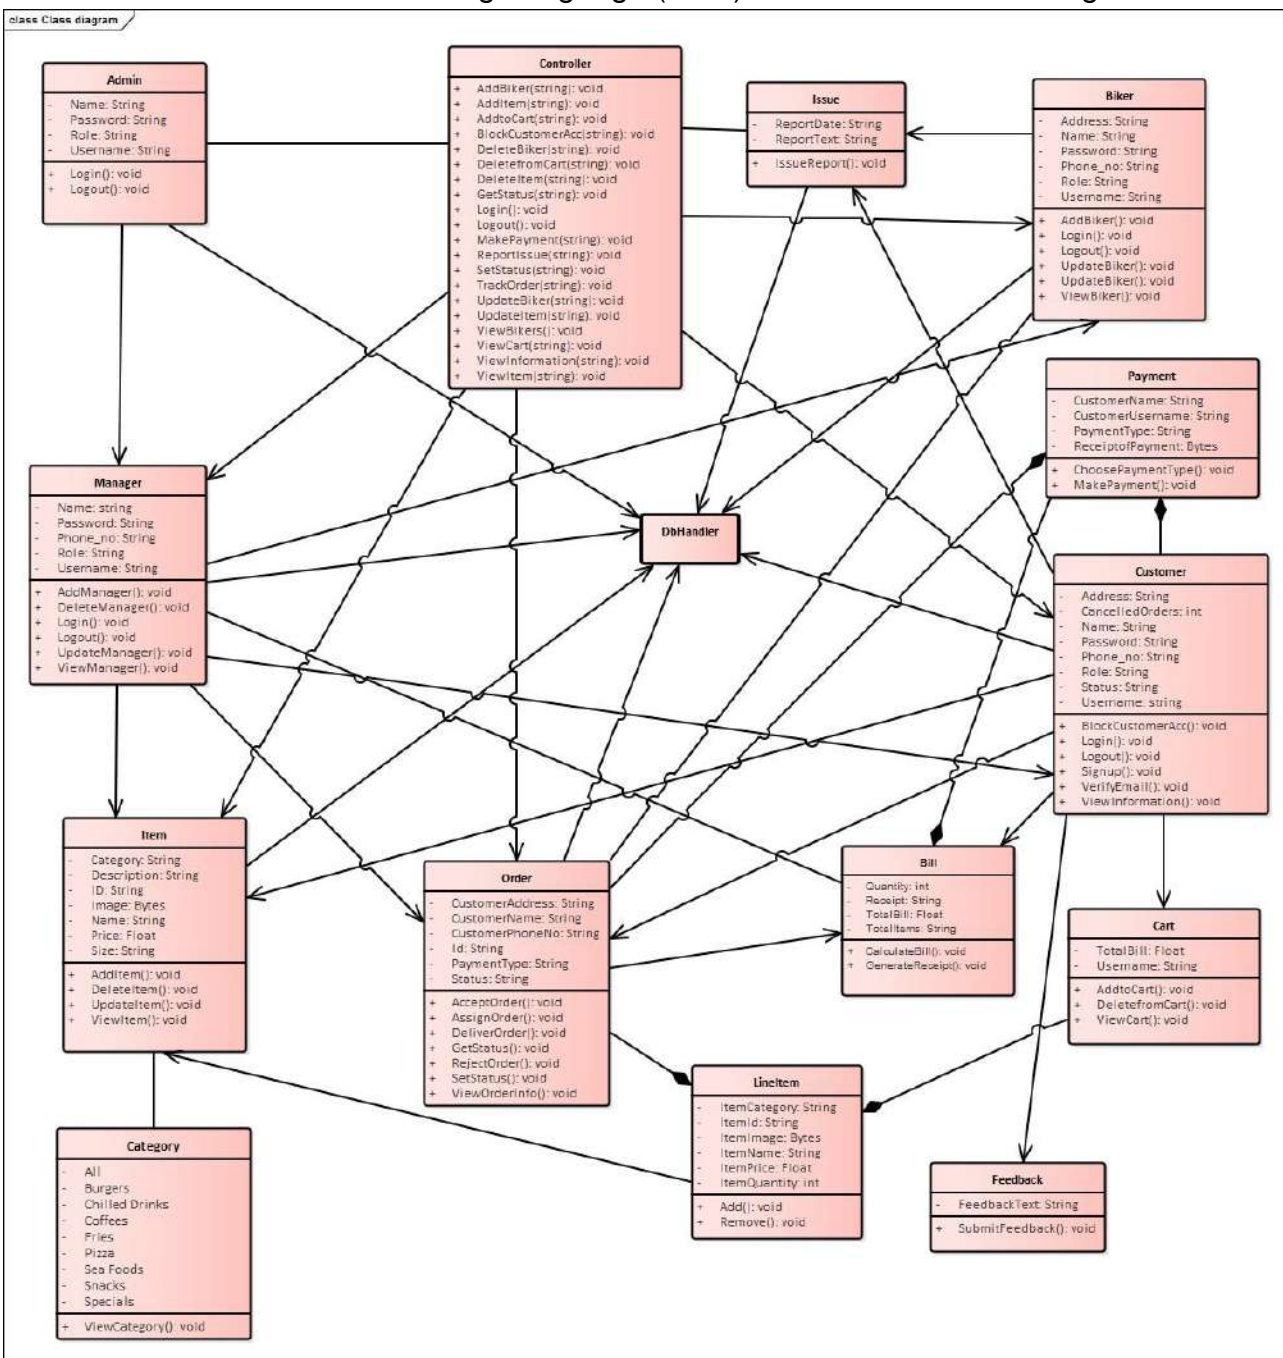 class Class diagram
Admin
- Name: String
- Password: String
- Role: String
- Username: String
+ Login(): void
+ Logout(): void
Controller
+ AddBiker(string): void
+ AddItem(string): void
+ AddtoCart(string): void
+ BlockCustomerAcc(string): void
+ DeleteBiker(string): void
+ DeletefromCart(string): void
+ DeleteItem(string): void
+ GetStatus(string): void
+ Login(): void
+ Logout(): void
+ MakePayment(string): void
+ ReportIssue(string): void
+ SetStatus(string): void
+ TrackOrder(string): void
+ UpdateBiker(string): void
+ UpdateItem(string): void
+ ViewBikers(): void
+ ViewCart(string): void
+ ViewInformation(string): void
+ ViewItem(string): void
Issue
- ReportDate: String
- ReportText: String
+ IssueReport(): void
Biker
- Address: String
- Name: String
- Password: String
- Phone_no: String
- Role: String
- Username: String
+ AddBiker(): void
+ Login(): void
+ Logout(): void
+ UpdateBiker(): void
+ UpdateBiker(): void
+ ViewBiker(): void
Payment
- CustomerName: String
- CustomerUsername: String
- PaymentType: String
- ReceiptofPayment: Bytes
+ ChoosePaymentType(): void
+ MakePayment(): void
Manager
- Name: string
- Password: String
- Phone_no: String
- Role: String
- Username: String
+ AddManager(): void
+ DeleteManager(): void
+ Login(): void
+ Logout(): void
+ UpdateManager(): void
+ ViewManager(): void
DbHandler
Customer
- Address: String
- CancelledOrders: int
- Name: String
- Password: String
- Phone_no: String
- Role: String
- Status: String
- Username: string
+ BlockCustomerAcc(): void
+ Login(): void
+ Logout(): void
+ Signup(): void
+ VerifyEmail(): void
+ ViewInformation(): void
Item
- Category: String
- Description: String
- ID: String
- Image: Bytes
- Name: String
- Price: Float
- Size: String
+ AddItem(): void
+ DeleteItem(): void
+ UpdateItem(): void
+ ViewItem(): void
Order
- CustomerAddress: String
- CustomerName: String
- CustomerPhoneNo: String
- Id: String
- PaymentType: String
- Status: String
+ AcceptOrder(): void
+ AssignOrder(): void
+ DeliverOrder(): void
+ GetStatus(): void
+ RejectOrder(): void
+ SetStatus(): void
+ ViewOrderInfo(): void
Bill
- Quantity: int
- Receipt: String
- TotalBill: Float
- TotalItems: String
+ CalculateBill(): void
+ GenerateReceipt(): void
Cart
- TotalBill: Float
- Username: String
+ AddtoCart(): void
+ DeletefromCart(): void
+ ViewCart(): void
LineItem
- ItemCategory: String
- ItemId: String
- ItemImage: Bytes
- ItemName: String
- ItemPrice: Float
- ItemQuantity: int
+ Add(): void
+ Remove(): void
Category
- All
- Burgers
- Chilled Drinks
- Coffees
- Fries
- Pizza
- Sea Foods
- Snacks
- Specials
+ ViewCategory(): void
Feedback
- FeedbackText: String
+ SubmitFeedback(): void